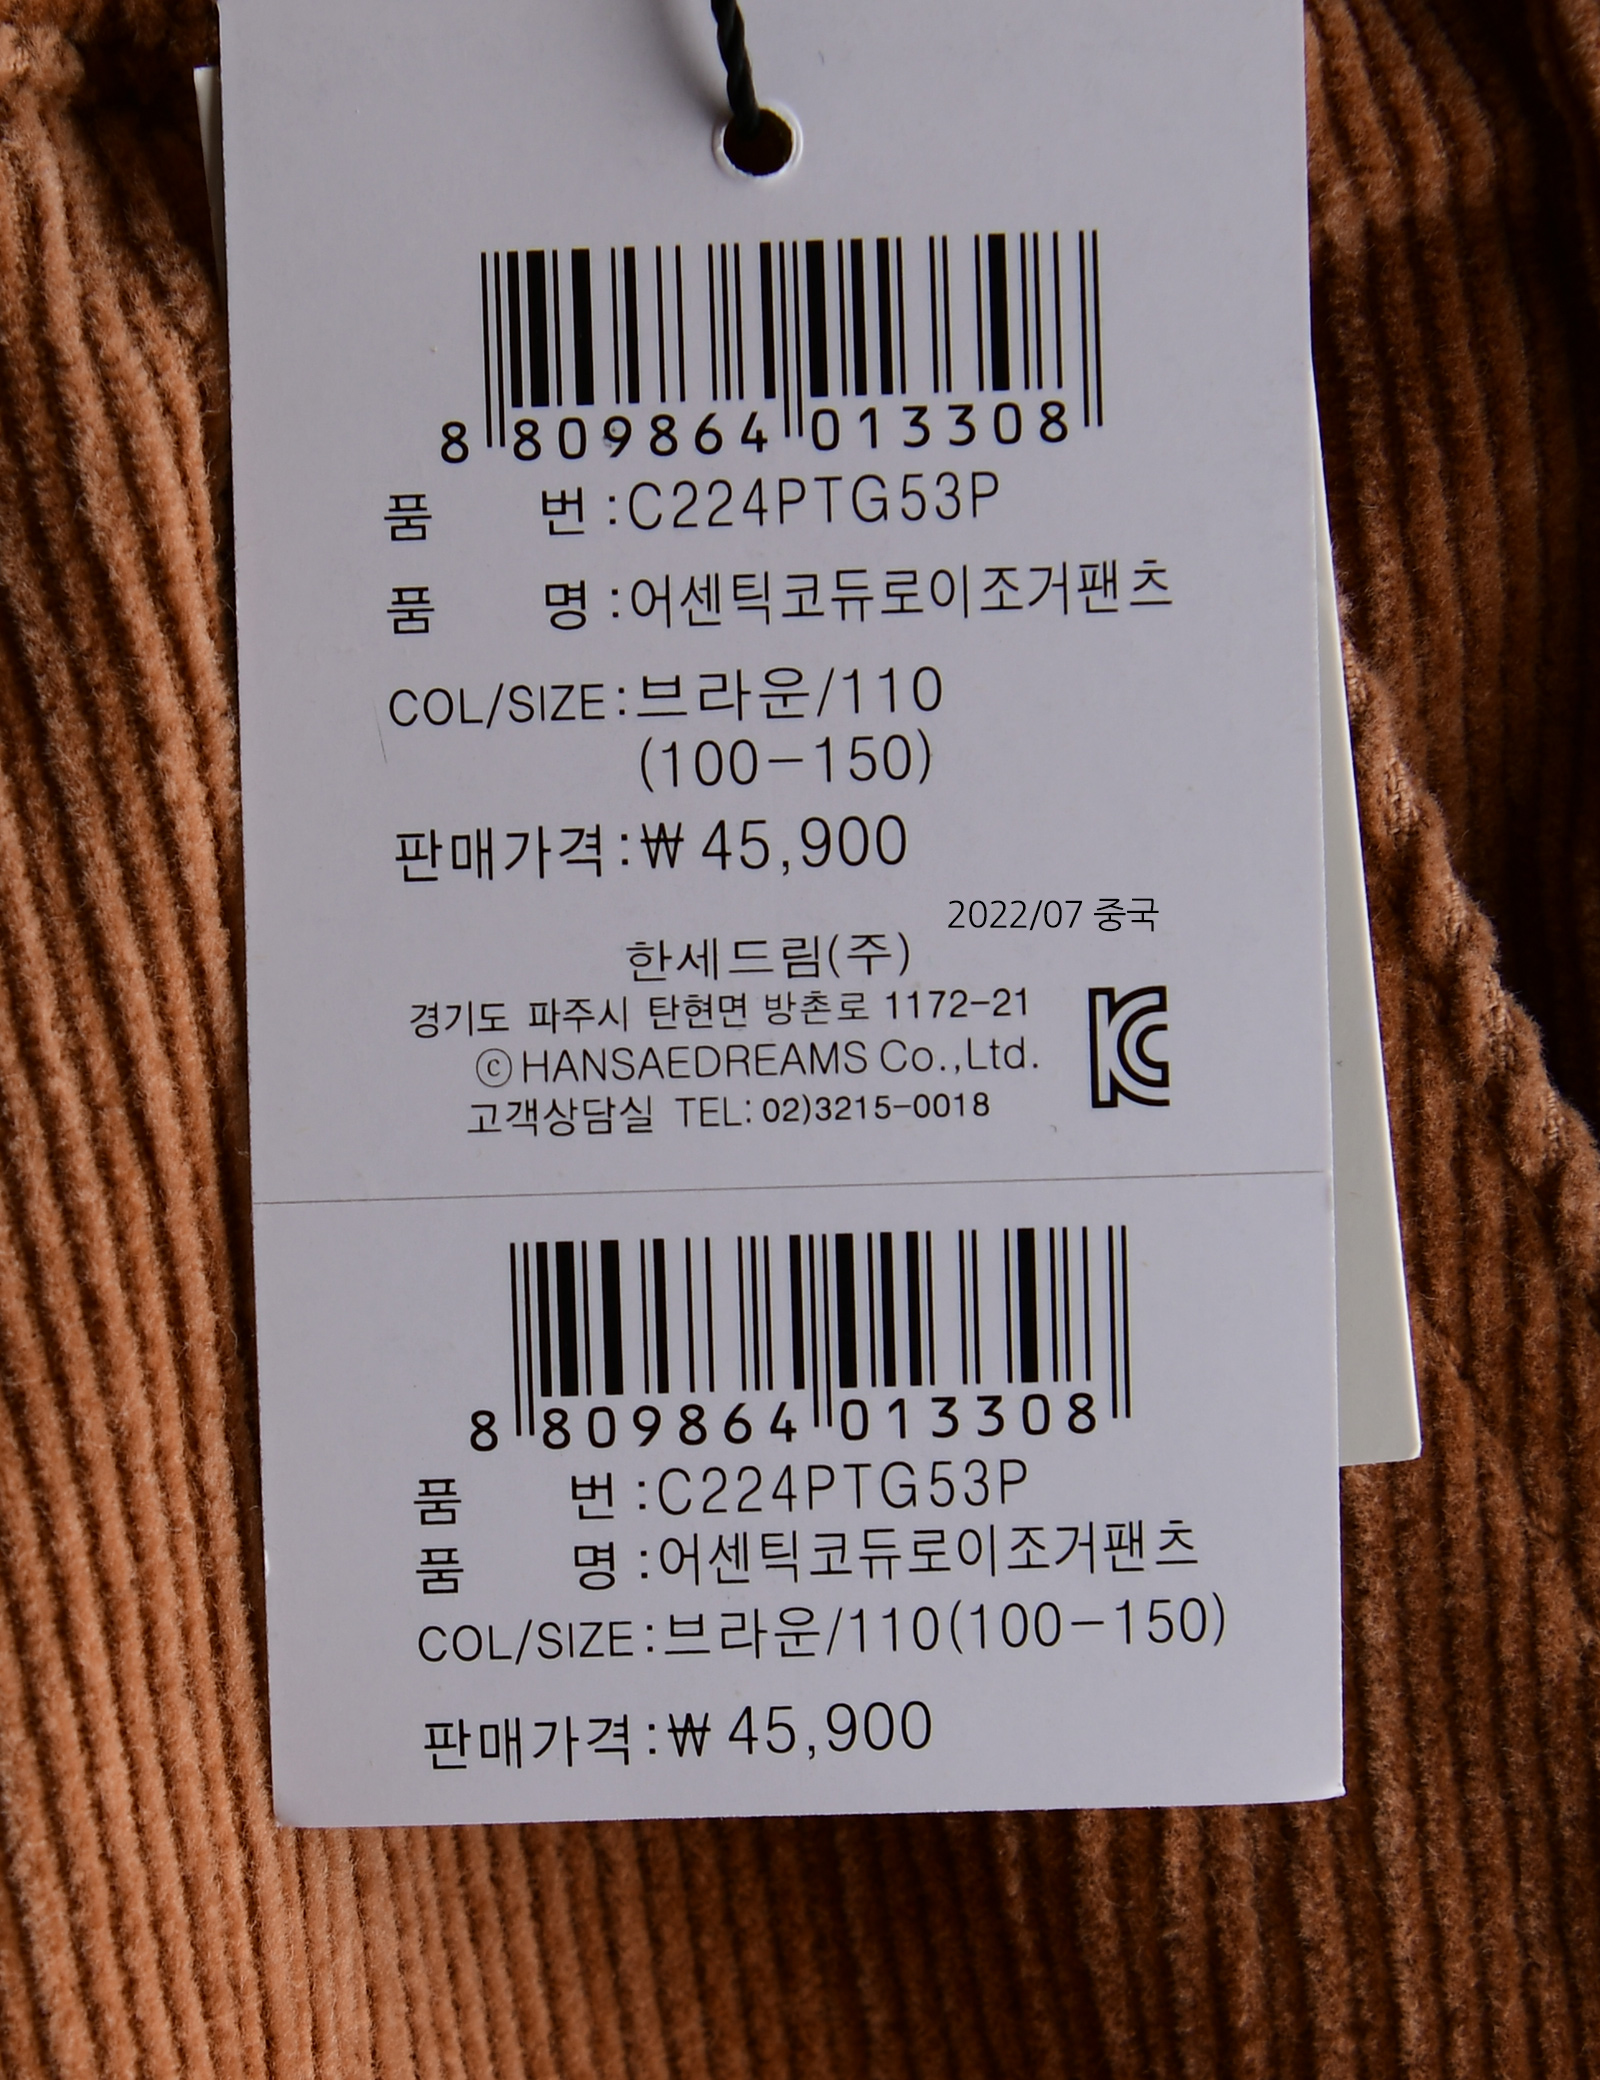 8 809864 013308
품 번 :C224PTG53P
품 명 :어센틱코듀로이조거팬츠
COL/SIZE:브라운/110
(100-150)
판매가격:₩ 45,900
2022/07 중국
한세드림(주)
경기도 파주시 탄현면 방촌로 1172-21
ⓒHANSAEDREAMS Co.,Ltd.
고객상담실 TEL: 02)3215-0018
KC
8 809864 013308
품 번 :C224PTG53P
품 명 :어센틱코듀로이조거팬츠
COL/SIZE:브라운/110(100-150)
판매가격:₩ 45,900